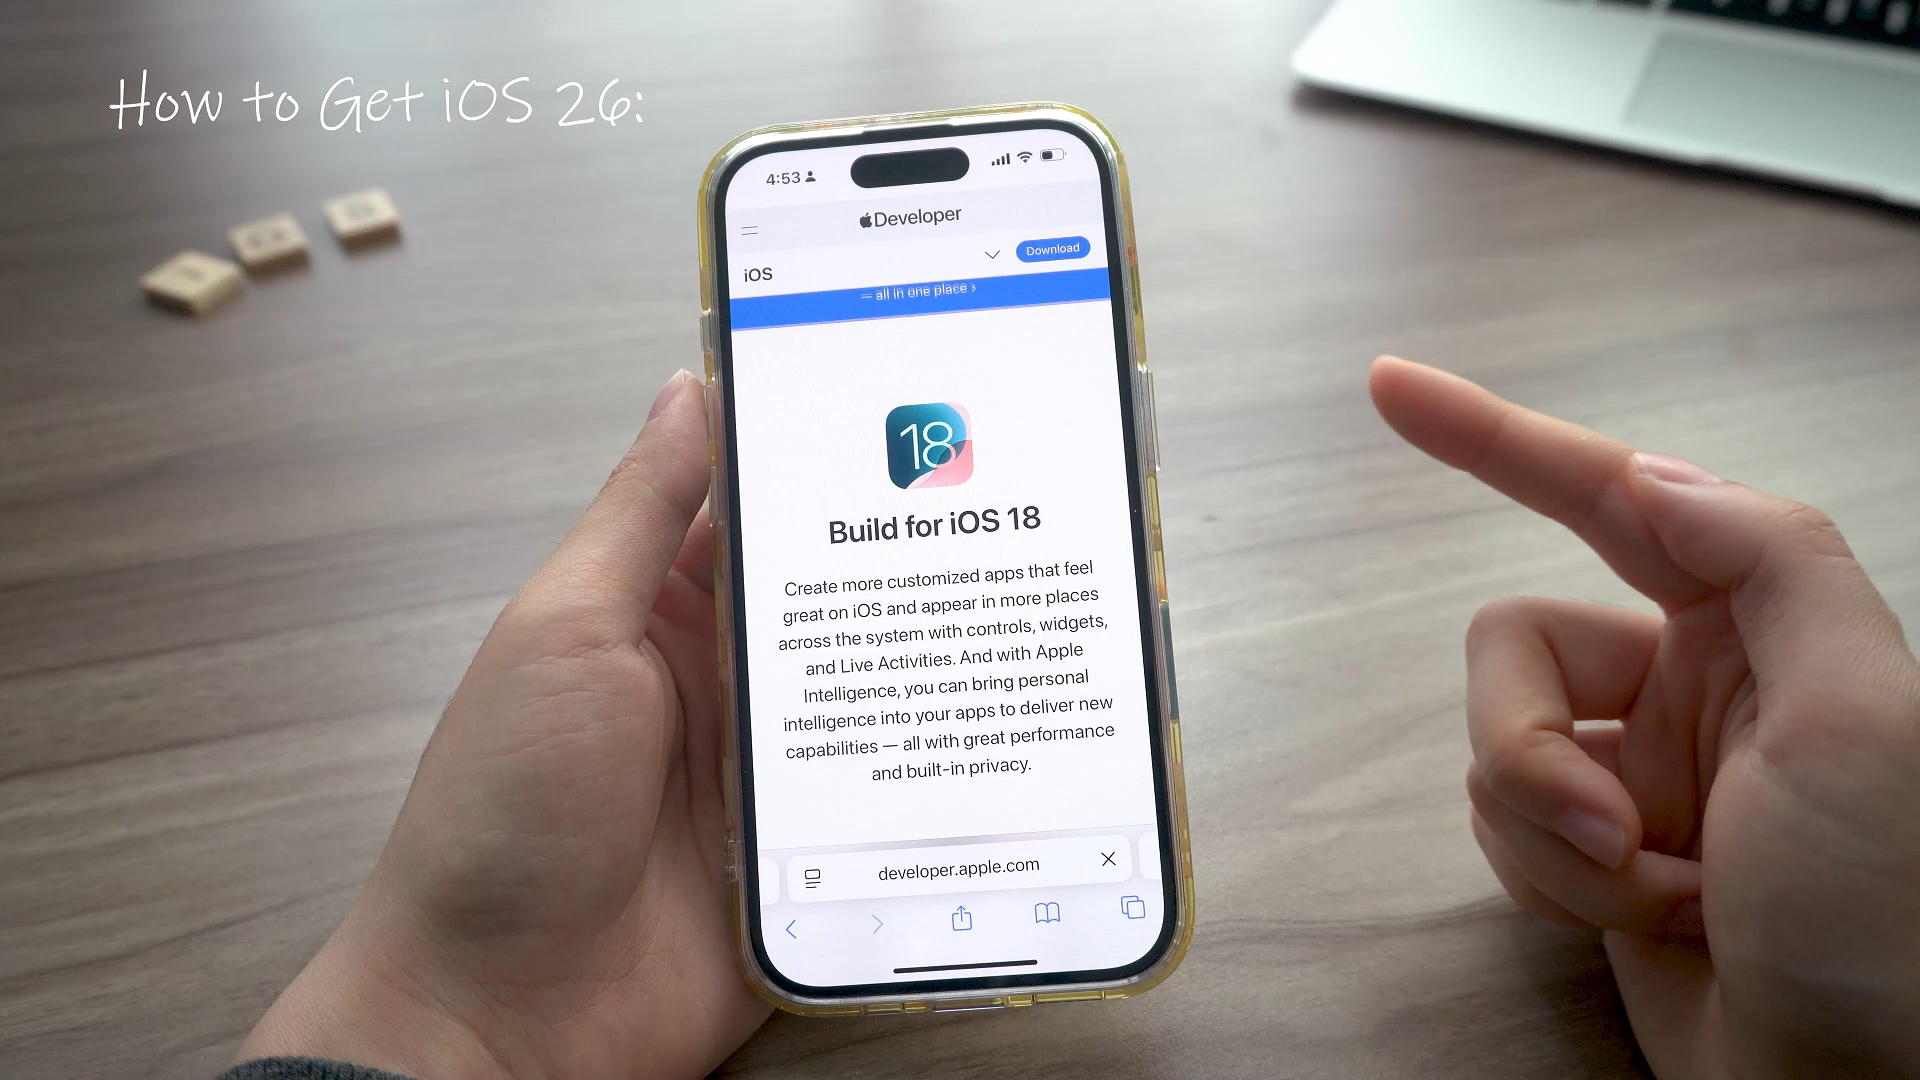 How to Get iOS 26:
4:53
Developer
iOS
Download
— all in one place ›
18
Build for iOS 18
Create more customized apps that feel
great on iOS and appear in more places
across the system with controls, widgets,
and Live Activities. And with Apple
Intelligence, you can bring personal
intelligence into your apps to deliver new
capabilities — all with great performance
and built-in privacy.
developer.apple.com